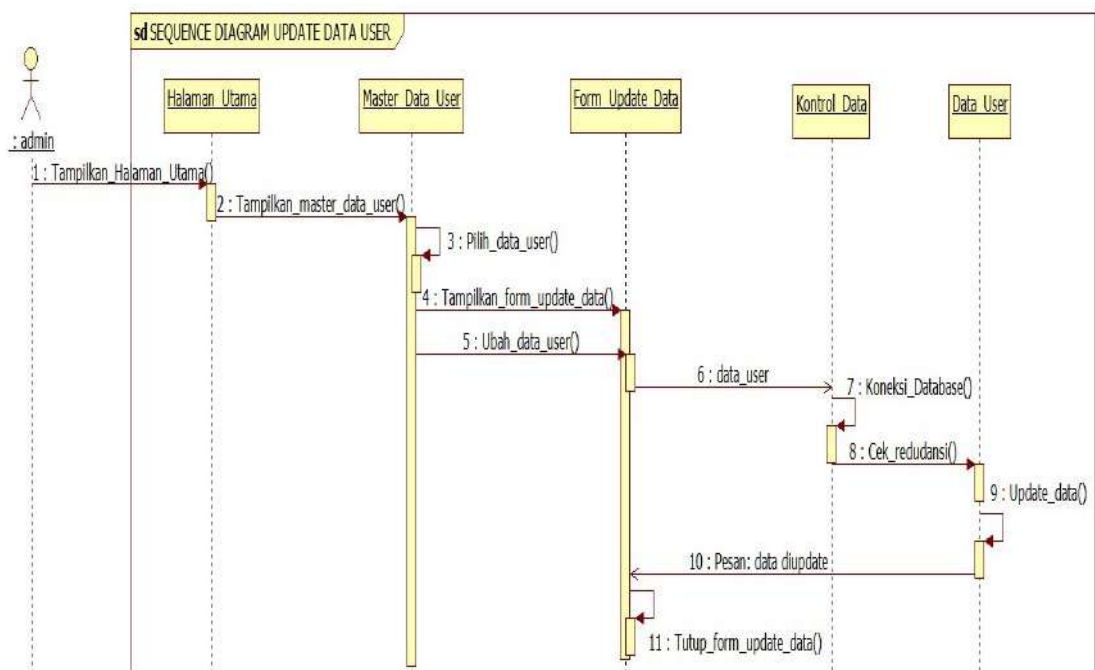 sd SEQUENCE DIAGRAM UPDATE DATA USER
: admin
Halaman_Utama
Master_Data_User
Form_Update_Data
Kontrol_Data
Data_User
1 : Tampilkan_Halaman_Utama()
2 : Tampilkan_master_data_user()
3 : Pilih_data_user()
4 : Tampilkan_form_update_data()
5 : Ubah_data_user()
6 : data_user
7 : Koneksi_Database()
8 : Cek_redudansi()
9 : Update_data()
10 : Pesan: data diupdate
11 : Tutup_form_update_data()